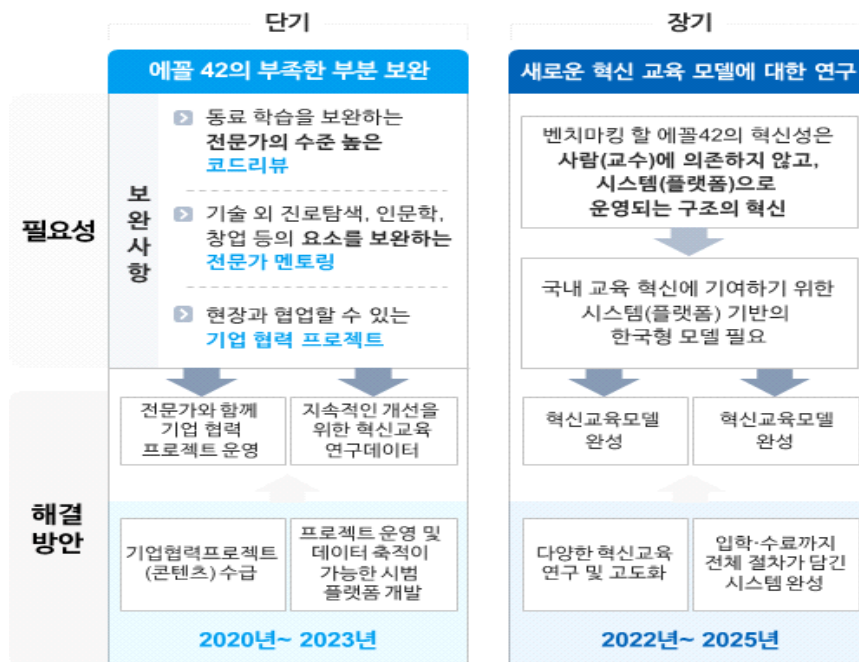 단기
장기
에꼴 42의 부족한 부분 보완
새로운 혁신 교육 모델에 대한 연구
필요성
보완사항
동료 학습을 보완하는
전문가의 수준 높은
코드리뷰
기술 외 진로탐색, 인문학,
창업 등의 요소를 보완하는
전문가 멘토링
현장과 협업할 수 있는
기업 협력 프로젝트
벤치마킹 할 에꼴42의 혁신성은
사람(교수)에 의존하지 않고,
시스템(플랫폼)으로
운영되는 구조의 혁신
국내 교육 혁신에 기여하기 위한
시스템(플랫폼) 기반의
한국형 모델 필요
해결
방안
전문가와 함께
기업 협력
프로젝트 운영
지속적인 개선을
위한 혁신교육
연구데이터
혁신교육모델
완성
혁신교육모델
완성
기업협력프로젝트
(콘텐츠) 수급
프로젝트 운영 및
데이터 축적이
가능한 시범
플랫폼 개발
다양한 혁신교육
연구 및 고도화
입학·수료까지
전체 절차가 담긴
시스템 완성
2020년~ 2023년
2022년~ 2025년